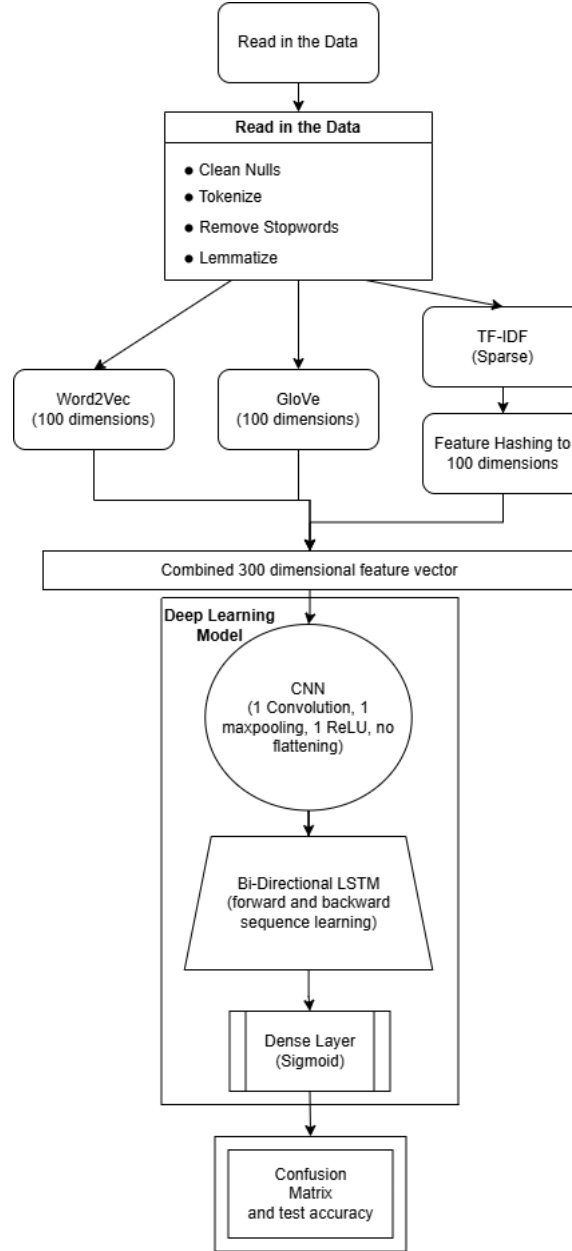 Read in the Data
Read in the Data
● Clean Nulls
● Tokenize
● Remove Stopwords
● Lemmatize
TF-IDF
(Sparse)
Word2Vec
(100 dimensions)
GloVe
(100 dimensions)
Feature Hashing to
100 dimensions
Combined 300 dimensional feature vector
Deep Learning
Model
CNN
(1 Convolution, 1
maxpooling, 1 ReLU, no
flattening)
Bi-Directional LSTM
(forward and backward
sequence learning)
Dense Layer
(Sigmoid)
Confusion
Matrix
and test accuracy